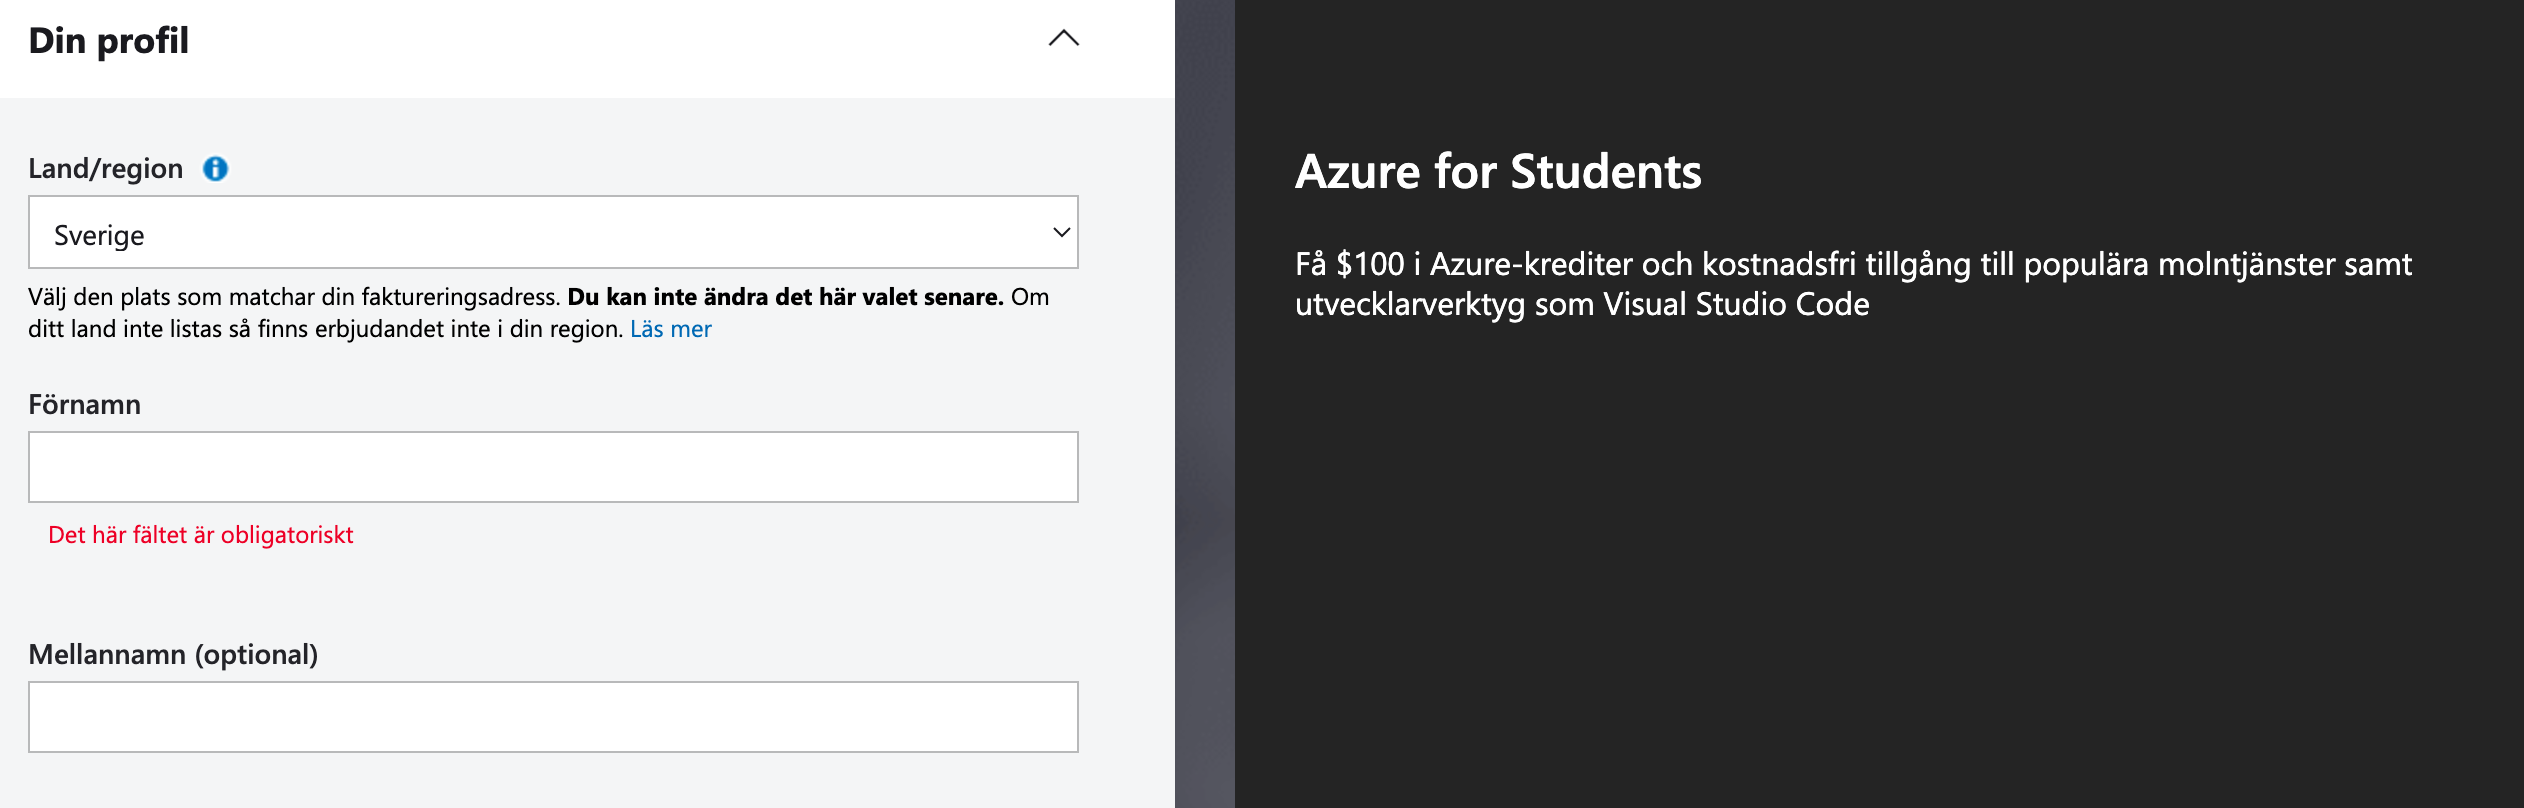 Din profil
Land/region
Sverige
Välj den plats som matchar din faktureringsadress. Du kan inte ändra det här valet senare. Om
ditt land inte listas så finns erbjudandet inte i din region. Läs mer
Förnamn
Det här fältet är obligatoriskt
Mellannamn (optional)
Azure for Students
Få $100 i Azure-krediter och kostnadsfri tillgång till populära molntjänster samt
utvecklarverktyg som Visual Studio Code